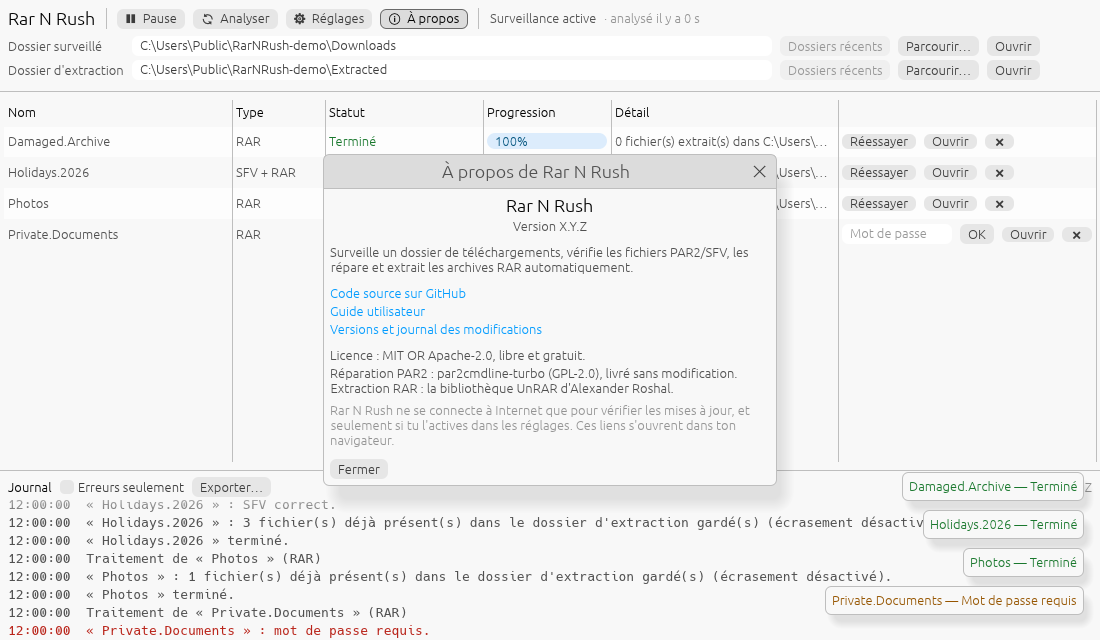 Rar N Rush Pause Analyser Réglages À propos Surveillance active · analysé il y a 0 s
Dossier surveillé C:\Users\Public\RarNRush-demo\Downloads Dossiers récents Parcourir... Ouvrir
Dossier d'extraction C:\Users\Public\RarNRush-demo\Extracted Dossiers récents Parcourir... Ouvrir
Nom Type Statut Progression Détail
Damaged.Archive RAR Terminé 100% 0 fichier(s) extrait(s) dans C:\Users\... Réessayer Ouvrir ×
Holidays.2026 SFV + RAR \Users\... Réessayer Ouvrir ×
Photos RAR \Users\... Réessayer Ouvrir ×
Private.Documents RAR Mot de passe OK Ouvrir ×
À propos de Rar N Rush
Rar N Rush
Version X.Y.Z
Surveille un dossier de téléchargements, vérifie les fichiers PAR2/SFV, les
répare et extrait les archives RAR automatiquement.
Code source sur GitHub
Guide utilisateur
Versions et journal des modifications
Licence : MIT OR Apache-2.0, libre et gratuit.
Réparation PAR2 : par2cmdline-turbo (GPL-2.0), livré sans modification.
Extraction RAR : la bibliothèque UnRAR d'Alexander Roshal.
Rar N Rush ne se connecte à Internet que pour vérifier les mises à jour, et
seulement si tu l'actives dans les réglages. Ces liens s'ouvrent dans ton
navigateur.
Fermer
Journal Erreurs seulement Exporter... Z
12:00:00 « Holidays.2026 » : SFV correct.
12:00:00 « Holidays.2026 » : 3 fichier(s) déjà présent(s) dans le dossier d'extraction gardé(s) (écrasement désactiv
12:00:00 « Holidays.2026 » terminé.
12:00:00 Traitement de « Photos » (RAR)
12:00:00 « Photos » : 1 fichier(s) déjà présent(s) dans le dossier d'extraction gardé(s) (écrasement désactivé).
12:00:00 « Photos » terminé.
12:00:00 Traitement de « Private.Documents » (RAR)
12:00:00 « Private.Documents » : mot de passe requis.
Damaged.Archive — Terminé
Holidays.2026 — Terminé
Photos — Terminé
Private.Documents — Mot de passe requis